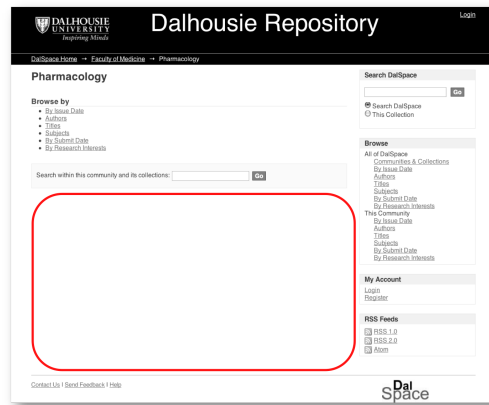 DALHOUSIE
UNIVERSITY
Inspiring Minds
Dalhousie Repository
Login
DalSpace Home → Faculty of Medicine → Pharmacology
Pharmacology
Browse by
By Issue Date
Authors
Titles
Subjects
By Submit Date
By Research Interests
Search within this community and its collections: Go
Search DalSpace
Go
Search DalSpace
This Collection
Browse
All of DalSpace
Communities & Collections
By Issue Date
Authors
Titles
Subjects
By Submit Date
By Research Interests
This Community
By Issue Date
Authors
Titles
Subjects
By Submit Date
By Research Interests
My Account
Login
Register
RSS Feeds
RSS 1.0
RSS 2.0
Atom
Contact Us | Send Feedback | Help
Dal
Space